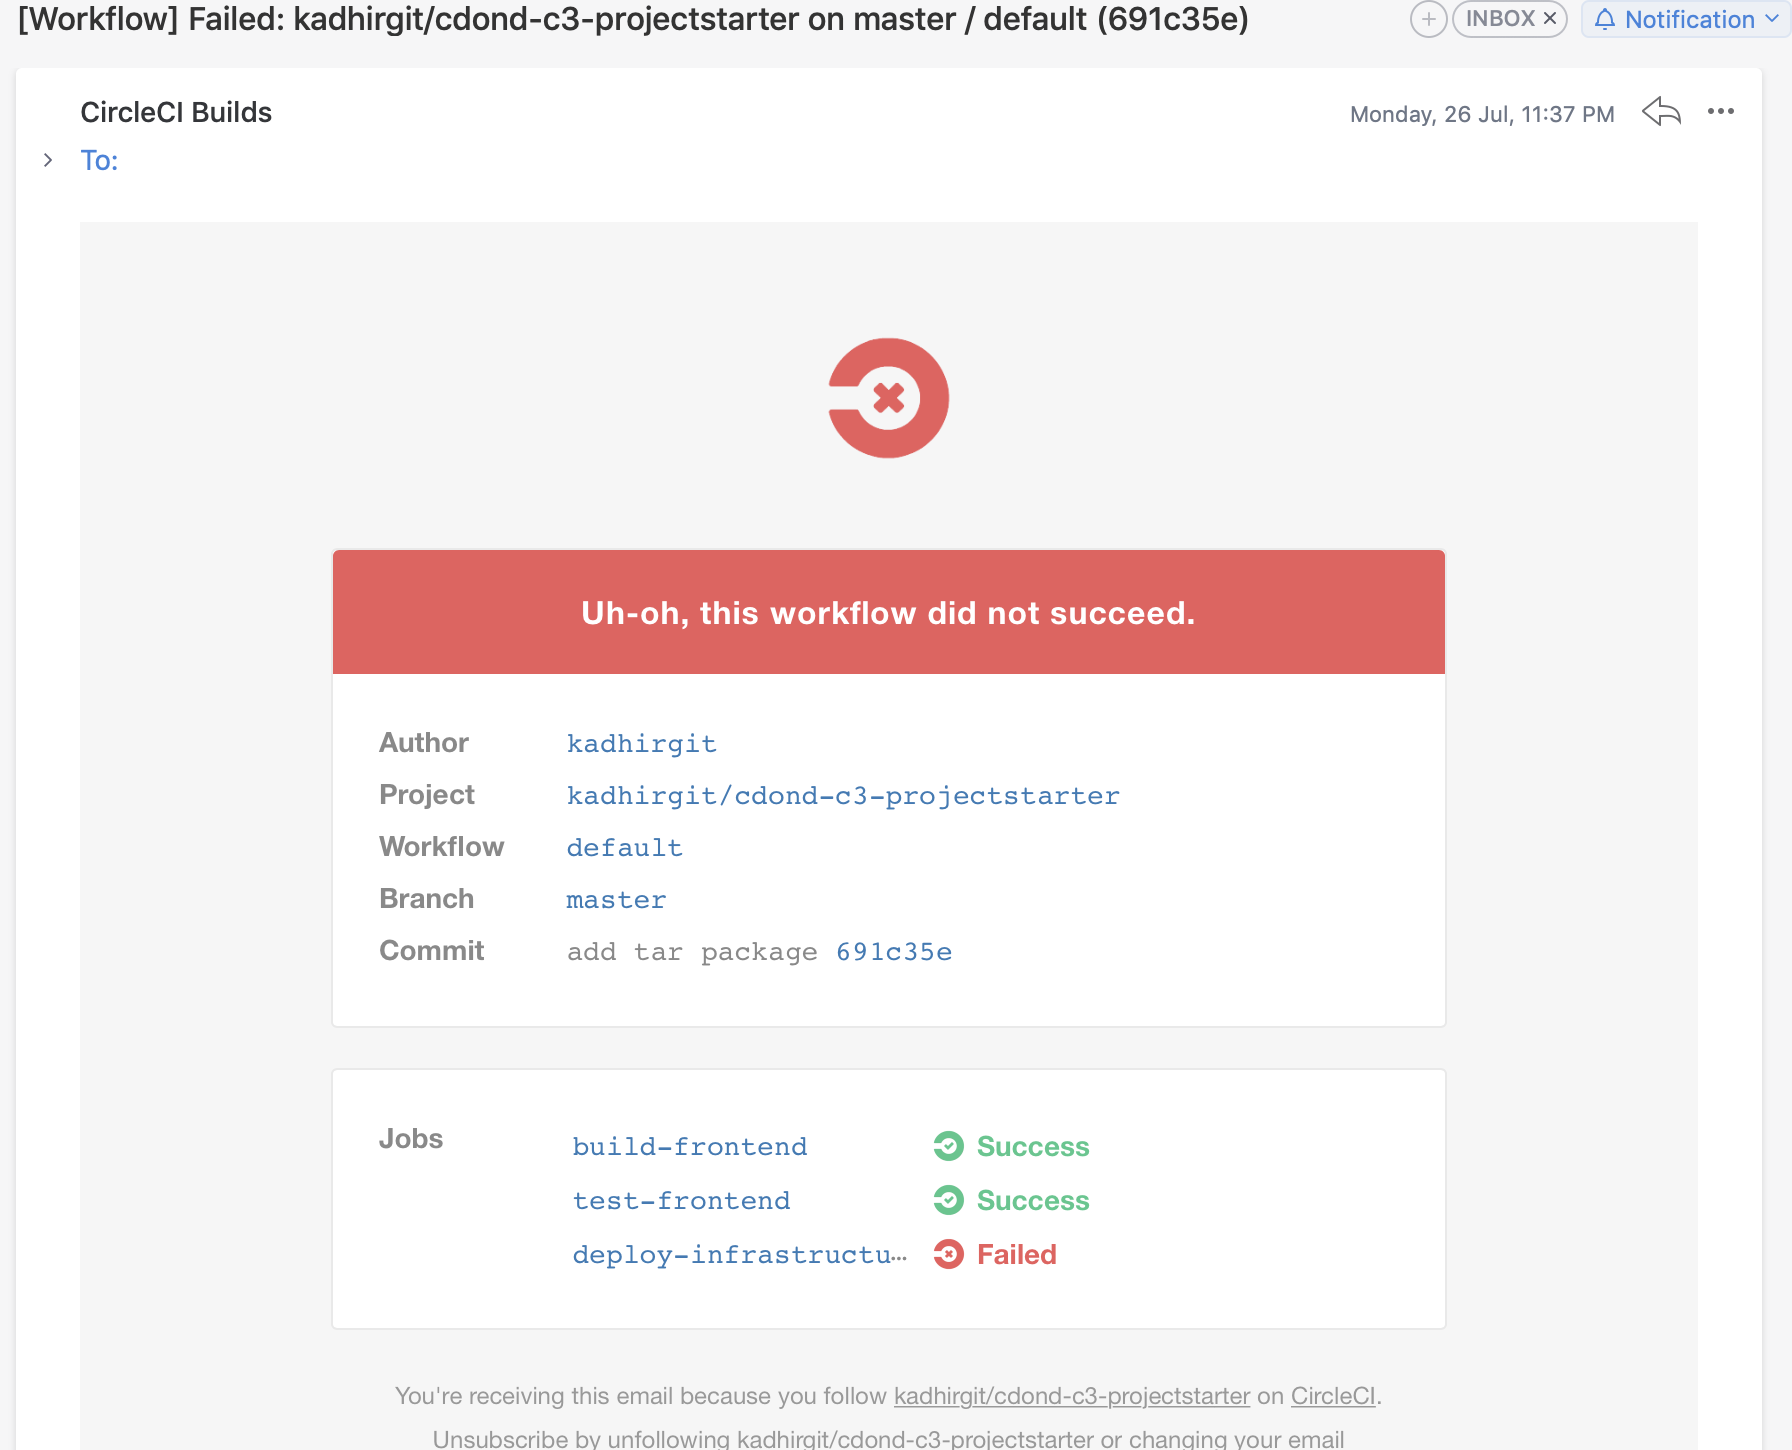 [Workflow] Failed: kadhirgit/cdond-c3-projectstarter on master / default (691c35e)
INBOX
Notification
CircleCI Builds
Monday, 26 Jul, 11:37 PM
To:
Uh-oh, this workflow did not succeed.
Author kadhirgit
Project kadhirgit/cdond-c3-projectstarter
Workflow default
Branch master
Commit add tar package 691c35e
Jobs build-frontend Success
test-frontend Success
deploy-infrastructu... Failed
You're receiving this email because you follow kadhirgit/cdond-c3-projectstarter on CircleCI.
Unsubscribe by unfollowing kadhirgit/cdond-c3-projectstarter or changing your email